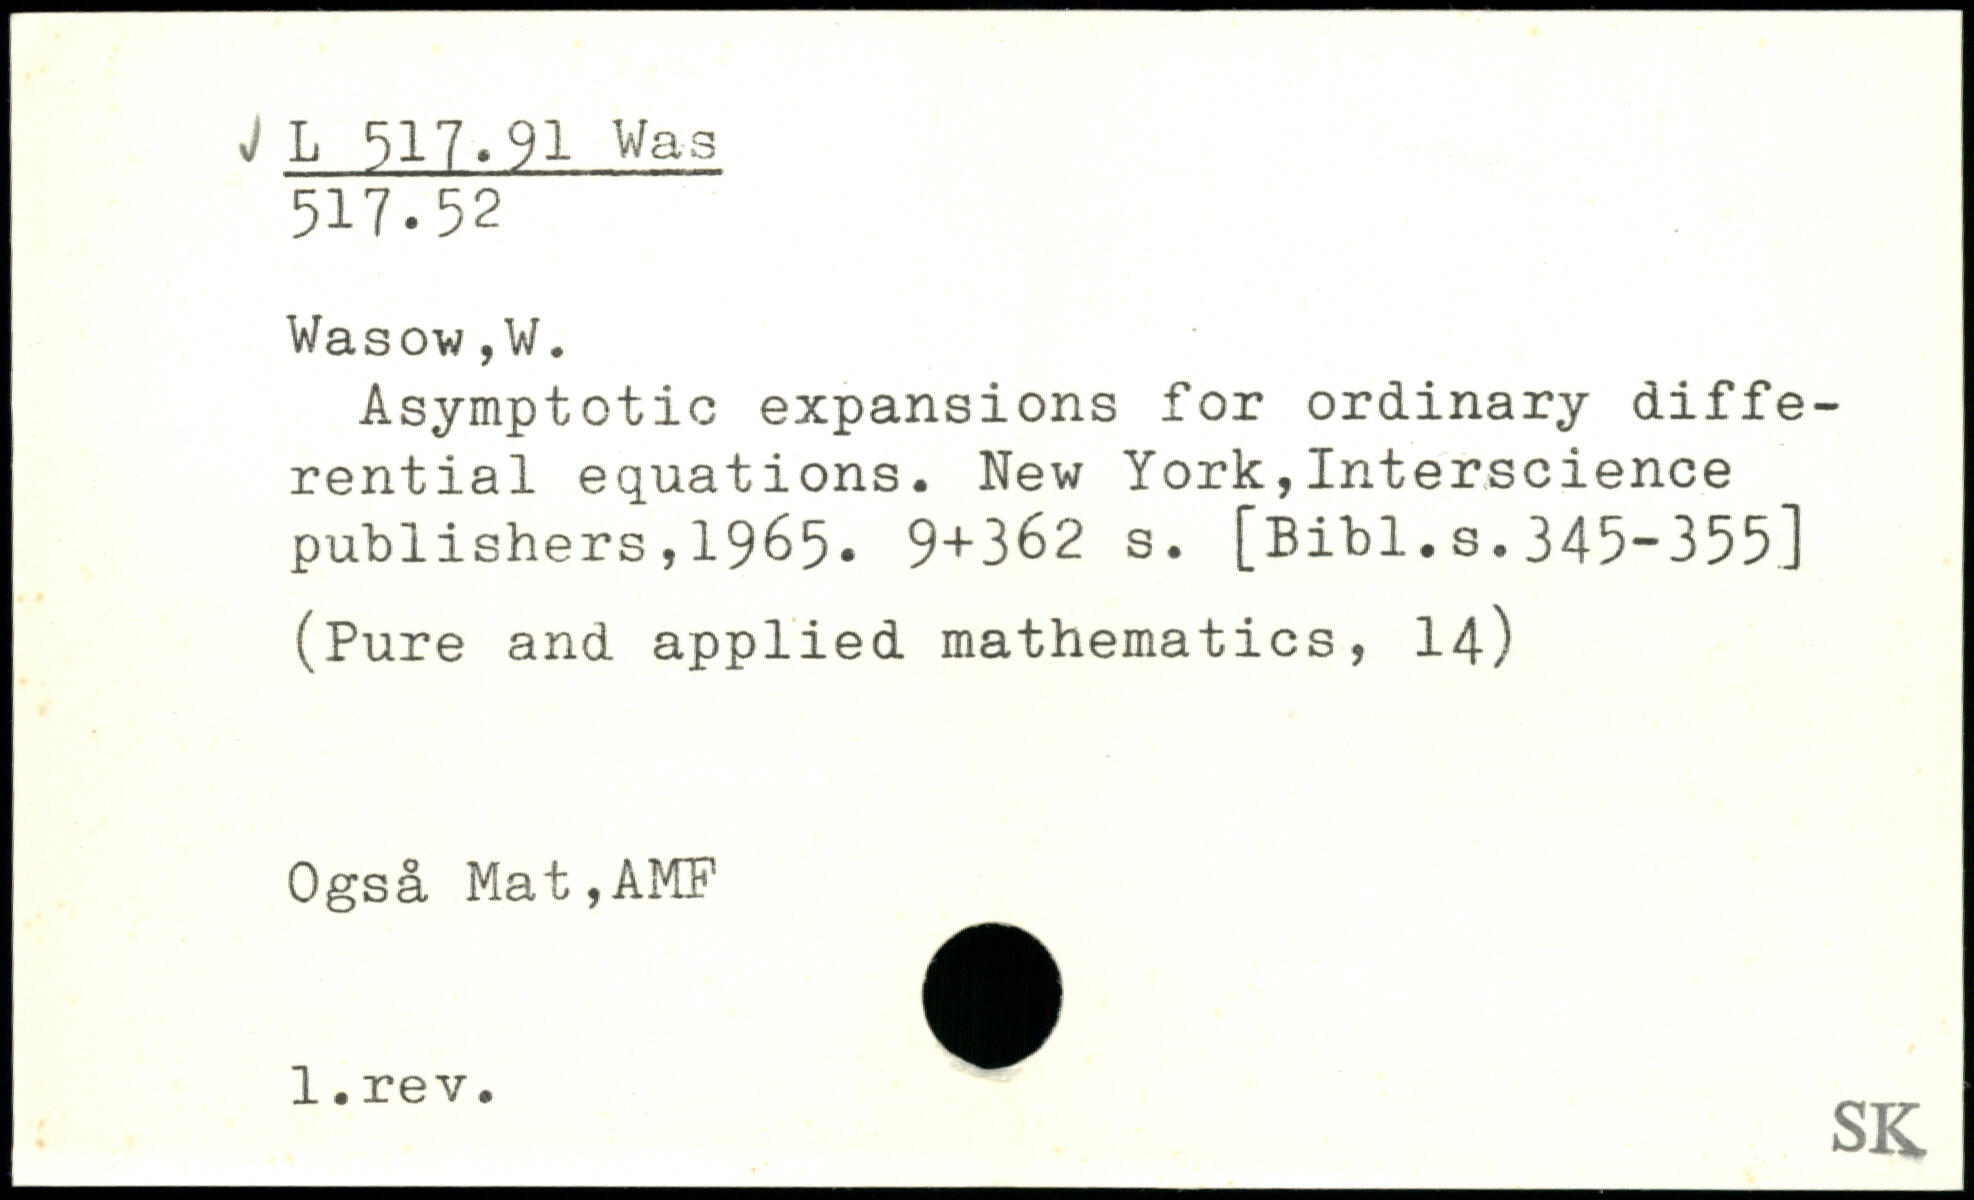 L 517.91 Was
517.52
Wasow,W.
Asymptotic expansions for ordinary diffe-
rential equations. New York,Interscience
publishers,1965. 9+362 s. [Bibl.s.345-355]
(Pure and applied mathematics, 14)
Også Mat,AMF
1.rev.
SK